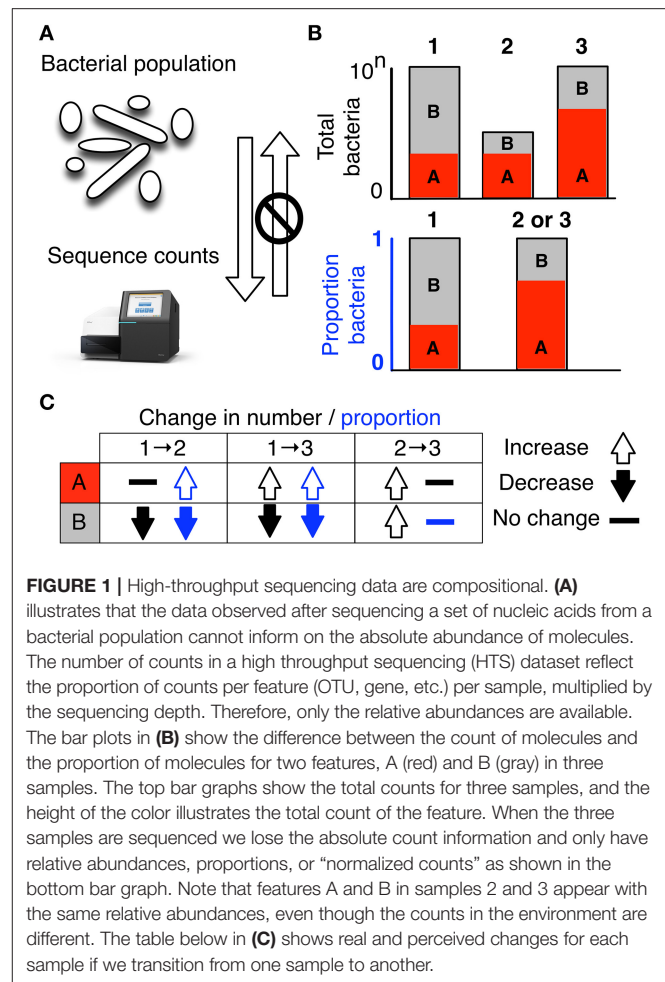 A
Bacterial population
Sequence counts
B
1 2 3
10ⁿ
Total
bacteria
0
B B B
A A A
1 2 or 3
1
Proportion
bacteria
0
B B
A A
C
Change in number / proportion
1→2 1→3 2→3
A
B
Increase
Decrease
No change
FIGURE 1 | High-throughput sequencing data are compositional. (A)
illustrates that the data observed after sequencing a set of nucleic acids from a
bacterial population cannot inform on the absolute abundance of molecules.
The number of counts in a high throughput sequencing (HTS) dataset reflect
the proportion of counts per feature (OTU, gene, etc.) per sample, multiplied by
the sequencing depth. Therefore, only the relative abundances are available.
The bar plots in (B) show the difference between the count of molecules and
the proportion of molecules for two features, A (red) and B (gray) in three
samples. The top bar graphs show the total counts for three samples, and the
height of the color illustrates the total count of the feature. When the three
samples are sequenced we lose the absolute count information and only have
relative abundances, proportions, or “normalized counts” as shown in the
bottom bar graph. Note that features A and B in samples 2 and 3 appear with
the same relative abundances, even though the counts in the environment are
different. The table below in (C) shows real and perceived changes for each
sample if we transition from one sample to another.